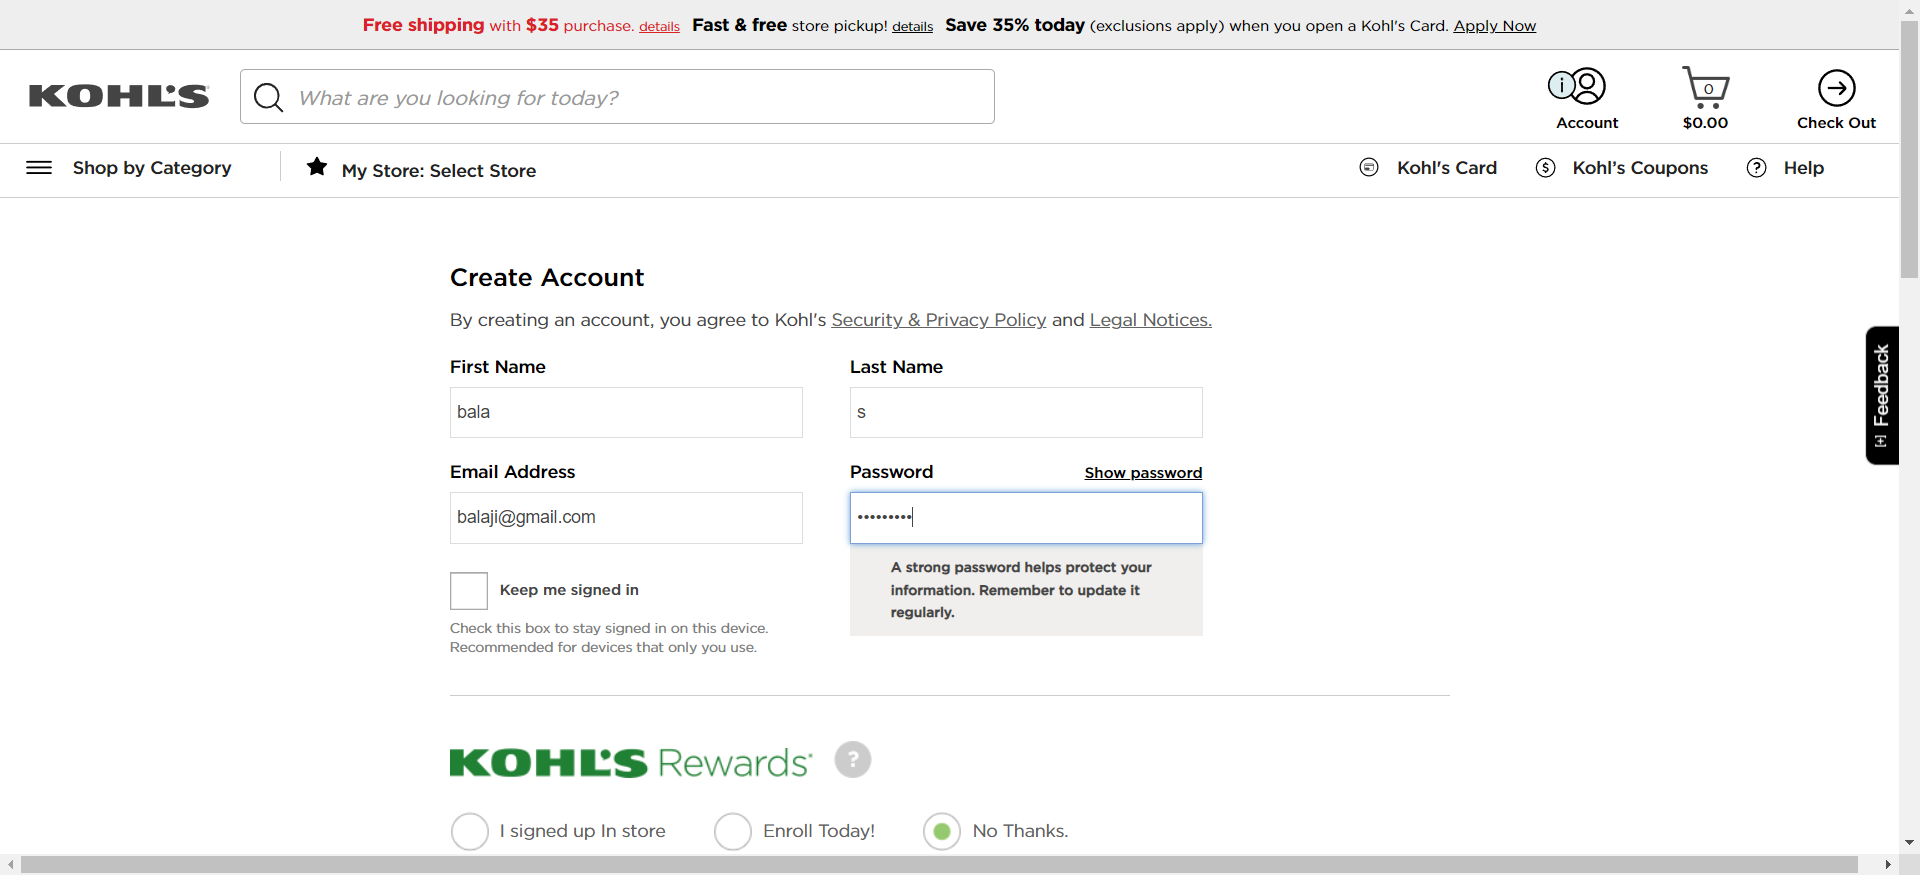 Free shipping with $35 purchase. details Fast & free store pickup! details Save 35% today (exclusions apply) when you open a Kohl's Card. Apply Now
KOHL'S
What are you looking for today?
i
Account
0
$0.00
Check Out
Shop by Category
My Store: Select Store
Kohl's Card
$
Kohl's Coupons
?
Help
Create Account
By creating an account, you agree to Kohl's Security & Privacy Policy and Legal Notices.
First Name
Last Name
bala
s
Email Address
Password
Show password
balaji@gmail.com
•••••••••
A strong password helps protect your
information. Remember to update it
regularly.
Keep me signed in
Check this box to stay signed in on this device.
Recommended for devices that only you use.
[+] Feedback
KOHL'S Rewards
?
I signed up In store
Enroll Today!
No Thanks.